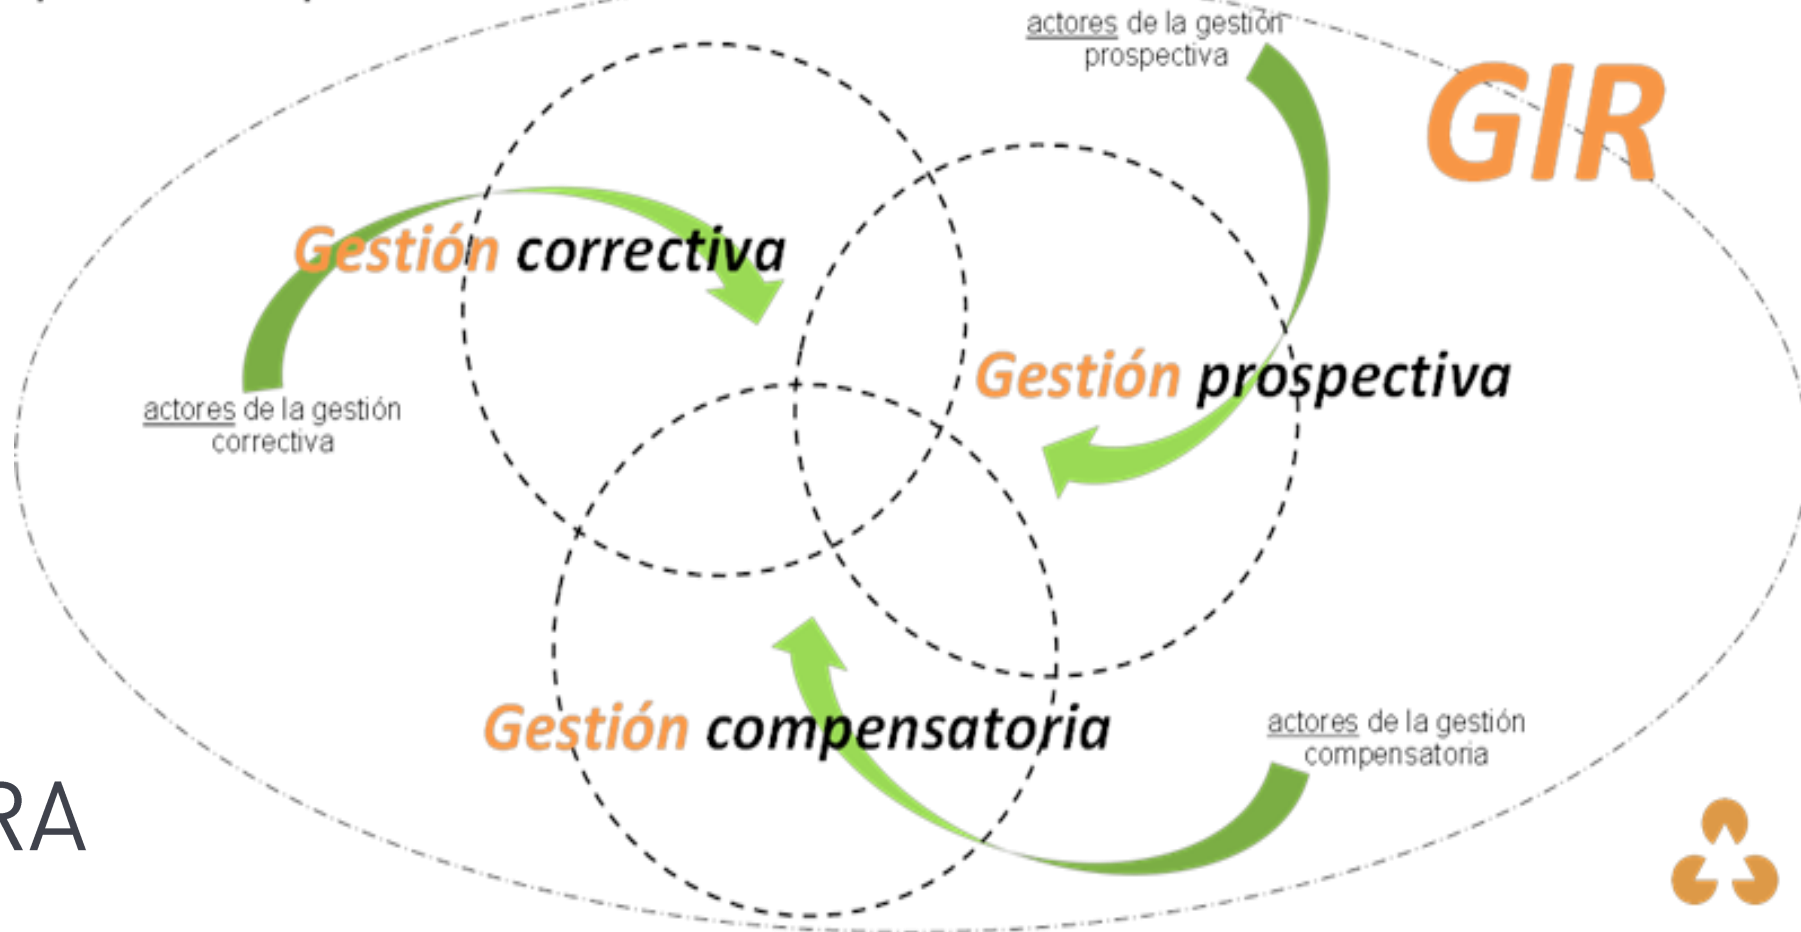 actores de la gestión
prospectiva
GIR
Gestión correctiva
Gestión prospectiva
actores de la gestión
correctiva
Gestión compensatoria
actores de la gestión
compensatoria
RA